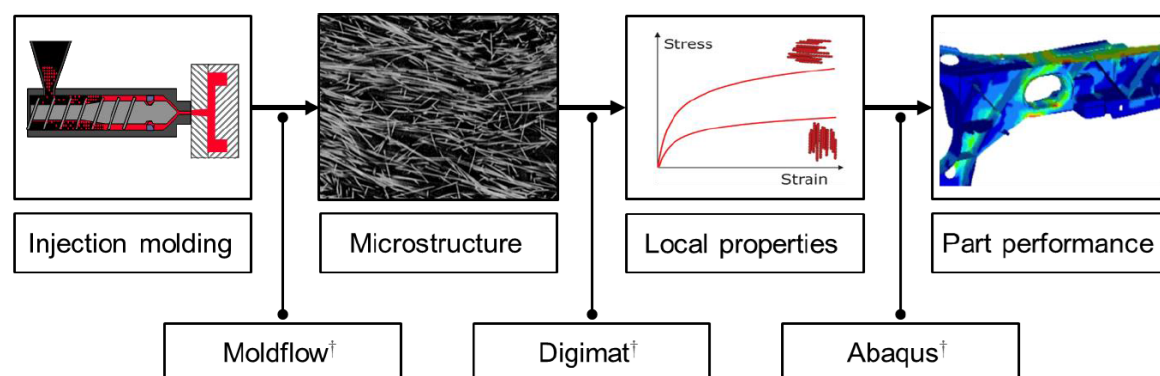 Stress
Strain
Injection molding
Microstructure
Local properties
Part performance
Moldflow†
Digimat†
Abaqus†